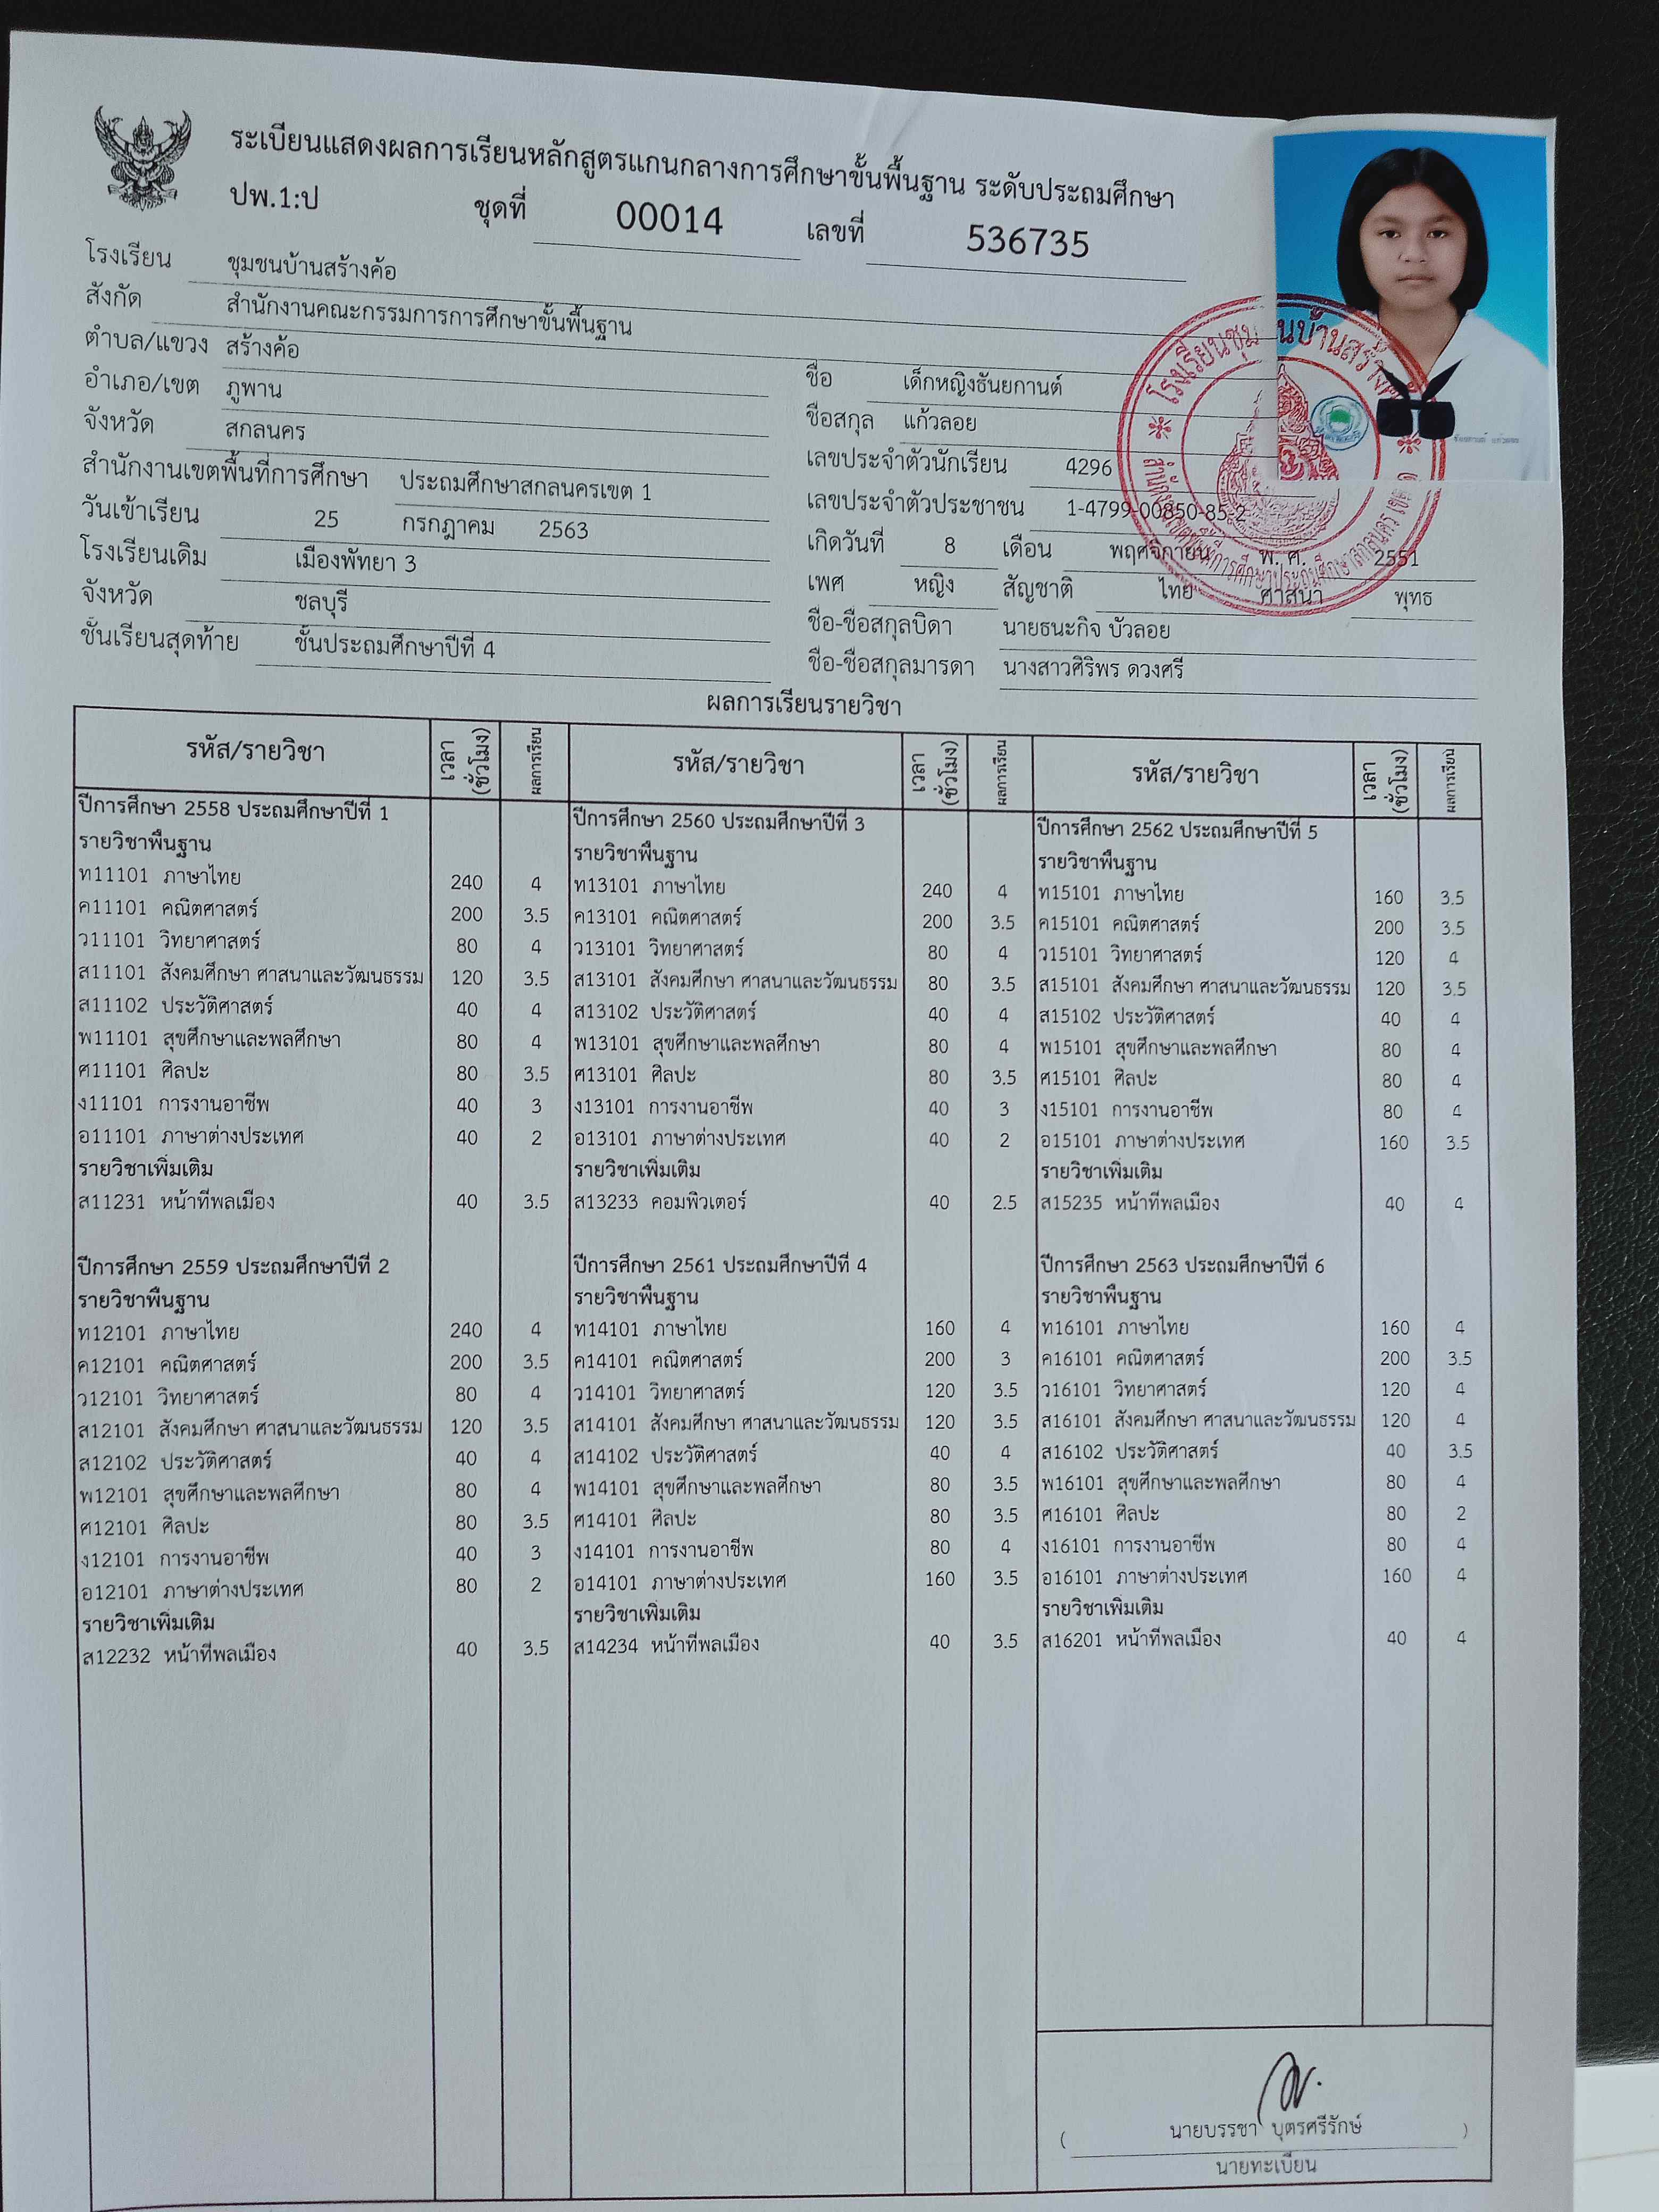 ระเบียนแสดงผลการเรียนหลักสูตรแกนกลางการศึกษาขั้นพื้นฐาน ระดับประถมศึกษา
ปพ.1:ป ชุดที่ 00014 เลขที่ 536735
โรงเรียน ชุมชนบ้านสร้างค้อ
สังกัด สำนักงานคณะกรรมการการศึกษาขั้นพื้นฐาน
ตำบล/แขวง สร้างค้อ
อำเภอ/เขต ภูพาน
จังหวัด สกลนคร
สำนักงานเขตพื้นที่การศึกษา ประถมศึกษาสกลนครเขต 1
วันเข้าเรียน 25 กรกฎาคม 2563
โรงเรียนเดิม เมืองพัทยา 3
จังหวัด ชลบุรี
ชั้นเรียนสุดท้าย ชั้นประถมศึกษาปีที่ 4
ชื่อ เด็กหญิงธันยกานต์
ชื่อสกุล แก้วลอย
เลขประจำตัวนักเรียน 4296
เลขประจำตัวประชาชน 1-4799-00850-85-2
เกิดวันที่ 8 เดือน พฤศจิกายน พ.ศ. 2551
เพศ หญิง สัญชาติ ไทย ศาสนา พุทธ
ชื่อ-ชื่อสกุลบิดา นายธนะกิจ บัวลอย
ชื่อ-ชื่อสกุลมารดา นางสาวศิริพร ดวงศรี
ผลการเรียนรายวิชา
รหัส/รายวิชา เวลา (ชั่วโมง) ผลการเรียน
ปีการศึกษา 2558 ประถมศึกษาปีที่ 1
รายวิชาพื้นฐาน
ท11101 ภาษาไทย 240 4
ค11101 คณิตศาสตร์ 200 3.5
ว11101 วิทยาศาสตร์ 80 4
ส11101 สังคมศึกษา ศาสนาและวัฒนธรรม 120 3.5
ส11102 ประวัติศาสตร์ 40 4
พ11101 สุขศึกษาและพลศึกษา 80 4
ศ11101 ศิลปะ 80 3.5
ง11101 การงานอาชีพ 40 3
อ11101 ภาษาต่างประเทศ 40 2
รายวิชาเพิ่มเติม
ส11231 หน้าที่พลเมือง 40 3.5
ปีการศึกษา 2559 ประถมศึกษาปีที่ 2
รายวิชาพื้นฐาน
ท12101 ภาษาไทย 240 4
ค12101 คณิตศาสตร์ 200 3.5
ว12101 วิทยาศาสตร์ 80 4
ส12101 สังคมศึกษา ศาสนาและวัฒนธรรม 120 3.5
ส12102 ประวัติศาสตร์ 40 4
พ12101 สุขศึกษาและพลศึกษา 80 4
ศ12101 ศิลปะ 80 3.5
ง12101 การงานอาชีพ 40 3
อ12101 ภาษาต่างประเทศ 80 2
รายวิชาเพิ่มเติม
ส12232 หน้าที่พลเมือง 40 3.5
รหัส/รายวิชา เวลา (ชั่วโมง) ผลการเรียน
ปีการศึกษา 2560 ประถมศึกษาปีที่ 3
รายวิชาพื้นฐาน
ท13101 ภาษาไทย 240 4
ค13101 คณิตศาสตร์ 200 3.5
ว13101 วิทยาศาสตร์ 80 4
ส13101 สังคมศึกษา ศาสนาและวัฒนธรรม 80 3.5
ส13102 ประวัติศาสตร์ 40 4
พ13101 สุขศึกษาและพลศึกษา 80 4
ศ13101 ศิลปะ 80 3.5
ง13101 การงานอาชีพ 40 3
อ13101 ภาษาต่างประเทศ 40 2
รายวิชาเพิ่มเติม
ส13233 คอมพิวเตอร์ 40 2.5
ปีการศึกษา 2561 ประถมศึกษาปีที่ 4
รายวิชาพื้นฐาน
ท14101 ภาษาไทย 160 4
ค14101 คณิตศาสตร์ 200 3
ว14101 วิทยาศาสตร์ 120 3.5
ส14101 สังคมศึกษา ศาสนาและวัฒนธรรม 120 3.5
ส14102 ประวัติศาสตร์ 40 4
พ14101 สุขศึกษาและพลศึกษา 80 3.5
ศ14101 ศิลปะ 80 3.5
ง14101 การงานอาชีพ 80 4
อ14101 ภาษาต่างประเทศ 160 3.5
รายวิชาเพิ่มเติม
ส14234 หน้าที่พลเมือง 40 3.5
รหัส/รายวิชา เวลา (ชั่วโมง) ผลการเรียน
ปีการศึกษา 2562 ประถมศึกษาปีที่ 5
รายวิชาพื้นฐาน
ท15101 ภาษาไทย 160 3.5
ค15101 คณิตศาสตร์ 200 3.5
ว15101 วิทยาศาสตร์ 120 4
ส15101 สังคมศึกษา ศาสนาและวัฒนธรรม 120 3.5
ส15102 ประวัติศาสตร์ 40 4
พ15101 สุขศึกษาและพลศึกษา 80 4
ศ15101 ศิลปะ 80 4
ง15101 การงานอาชีพ 80 4
อ15101 ภาษาต่างประเทศ 160 3.5
รายวิชาเพิ่มเติม
ส15235 หน้าที่พลเมือง 40 4
ปีการศึกษา 2563 ประถมศึกษาปีที่ 6
รายวิชาพื้นฐาน
ท16101 ภาษาไทย 160 4
ค16101 คณิตศาสตร์ 200 3.5
ว16101 วิทยาศาสตร์ 120 4
ส16101 สังคมศึกษา ศาสนาและวัฒนธรรม 120 4
ส16102 ประวัติศาสตร์ 40 3.5
พ16101 สุขศึกษาและพลศึกษา 80 4
ศ16101 ศิลปะ 80 2
ง16101 การงานอาชีพ 80 4
อ16101 ภาษาต่างประเทศ 160 4
รายวิชาเพิ่มเติม
ส16201 หน้าที่พลเมือง 40 4
( นายบรรชา บุตรศรีรักษ์ )
นายทะเบียน